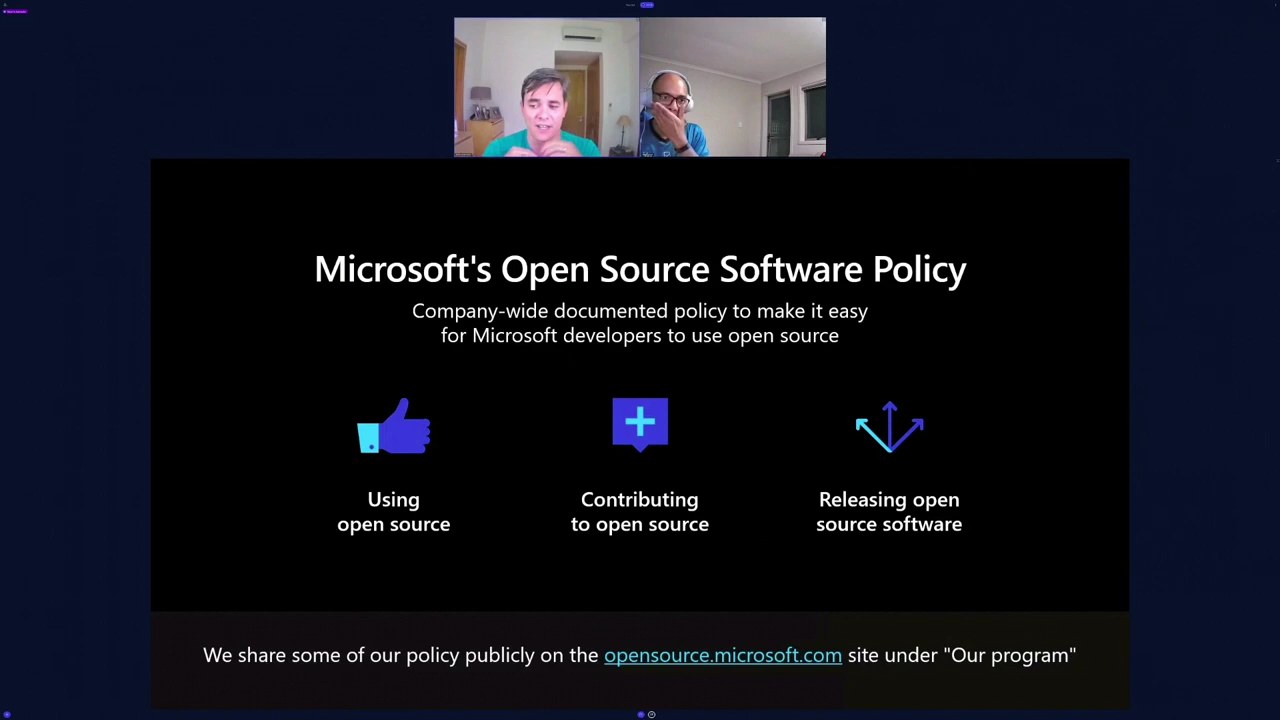 Microsoft's Open Source Software Policy
Company-wide documented policy to make it easy
for Microsoft developers to use open source
Using
open source
Contributing
to open source
Releasing open
source software
We share some of our policy publicly on the opensource.microsoft.com site under "Our program"